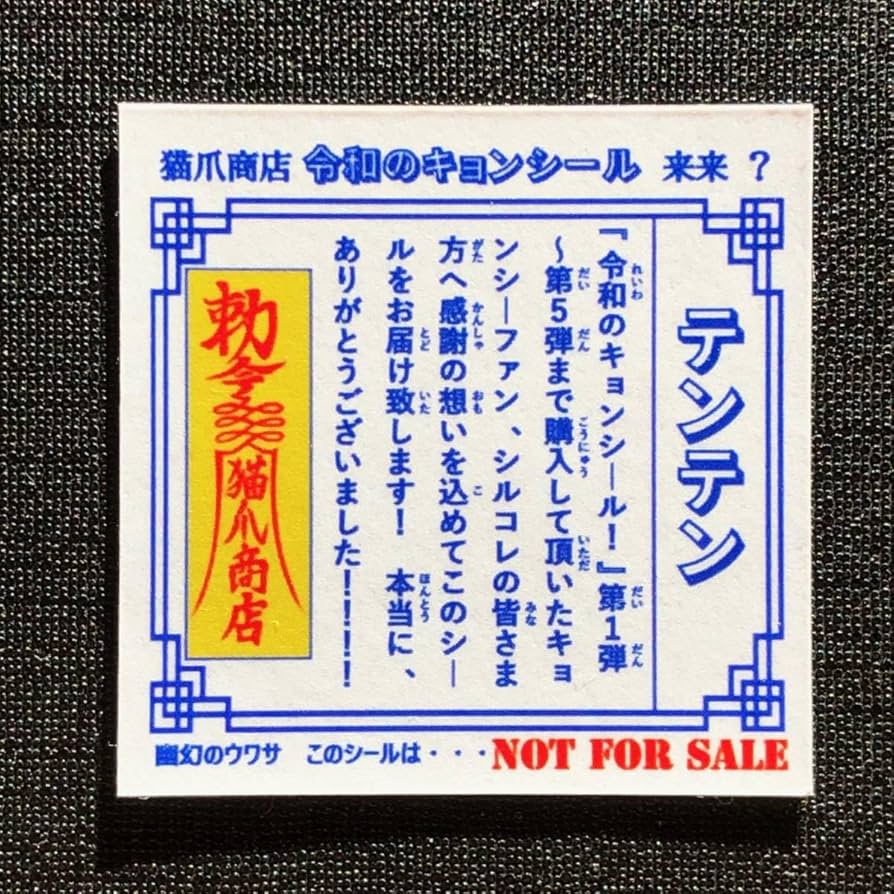 猫爪商店 令和のキョンシール 来来 ?
テンテン
『令和のキョンシール!』第1弾
~第5弾まで購入して頂いたキョ
ンシーファン、シルコレの皆さま
方へ感謝の想いを込めてこのシー
ルをお届け致します! 本当に、
ありがとうございました!!!!
勅令
猫爪商店
幽幻のウワサ このシールは・・・NOT FOR SALE